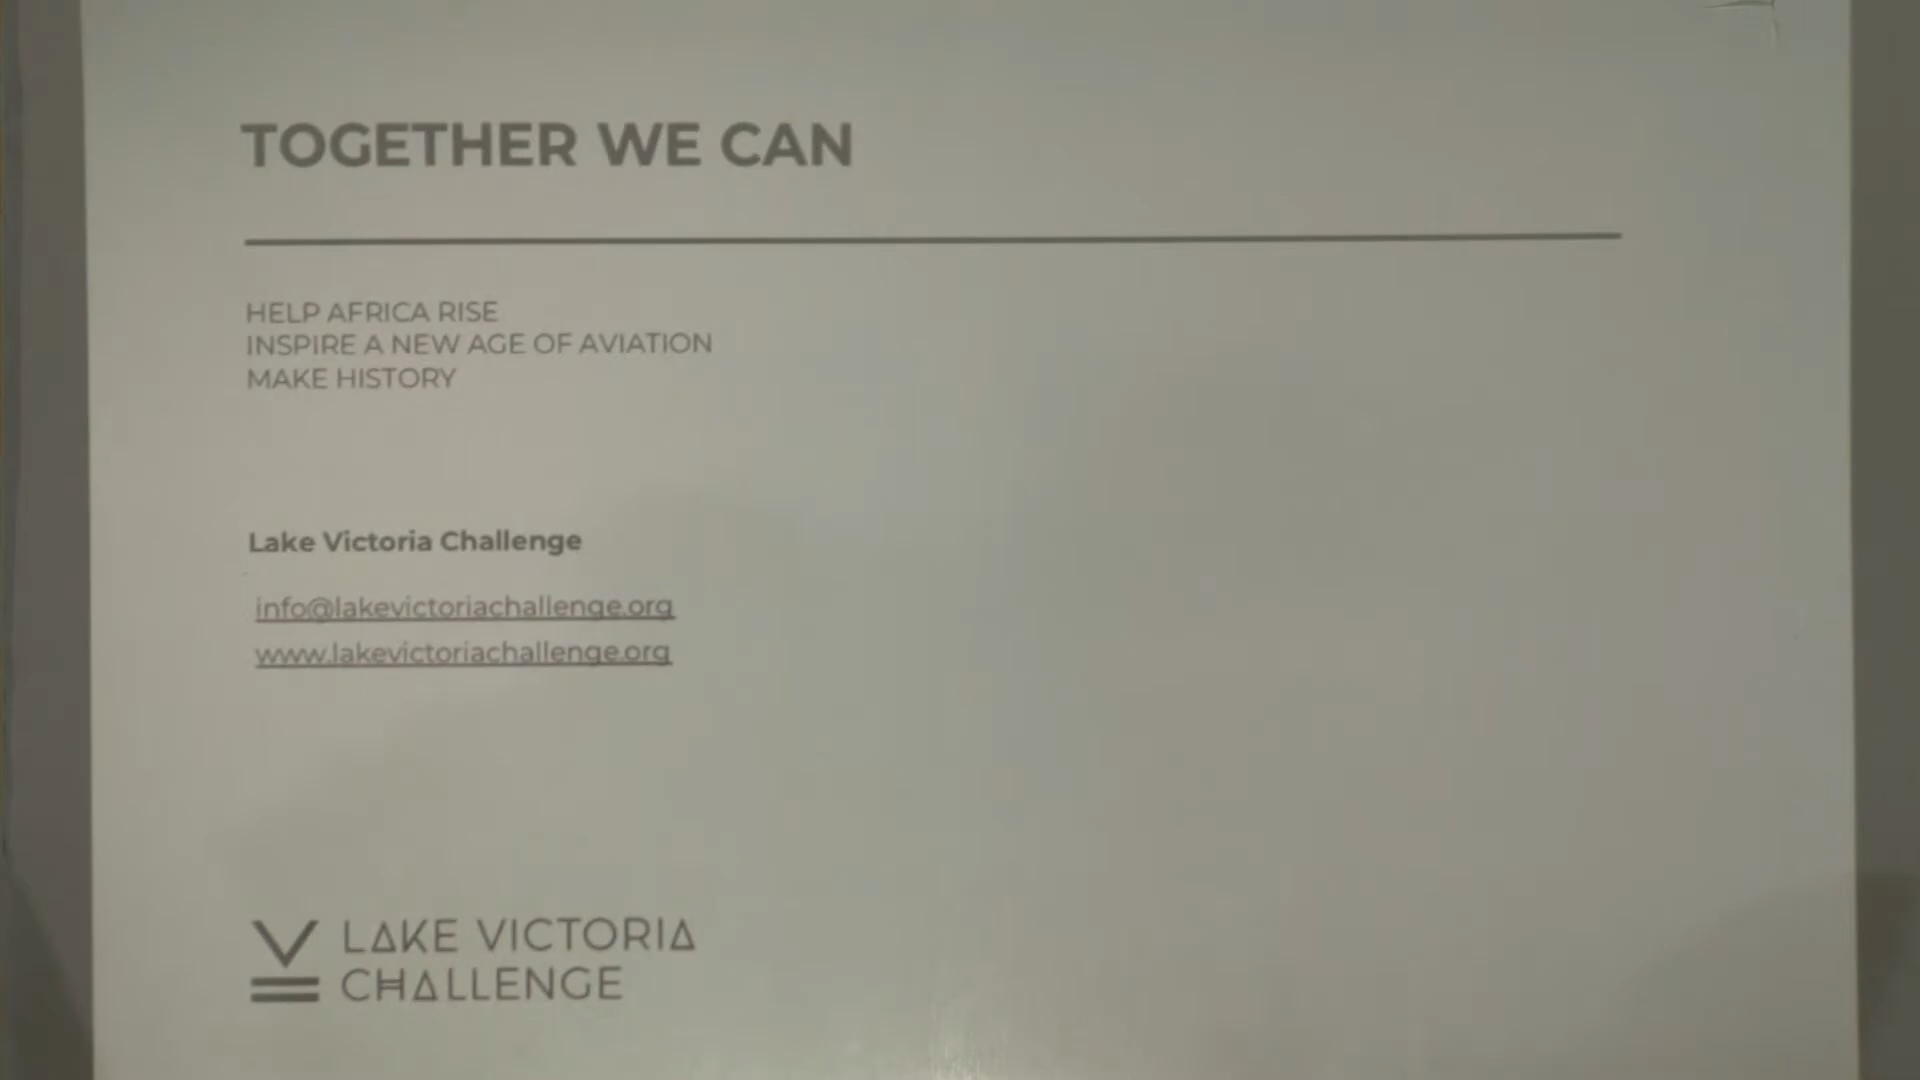 TOGETHER WE CAN
HELP AFRICA RISE
INSPIRE A NEW AGE OF AVIATION
MAKE HISTORY
Lake Victoria Challenge
info@lakevictoriachallenge.org
www.lakevictoriachallenge.org
LAKE VICTORIA
CHALLENGE